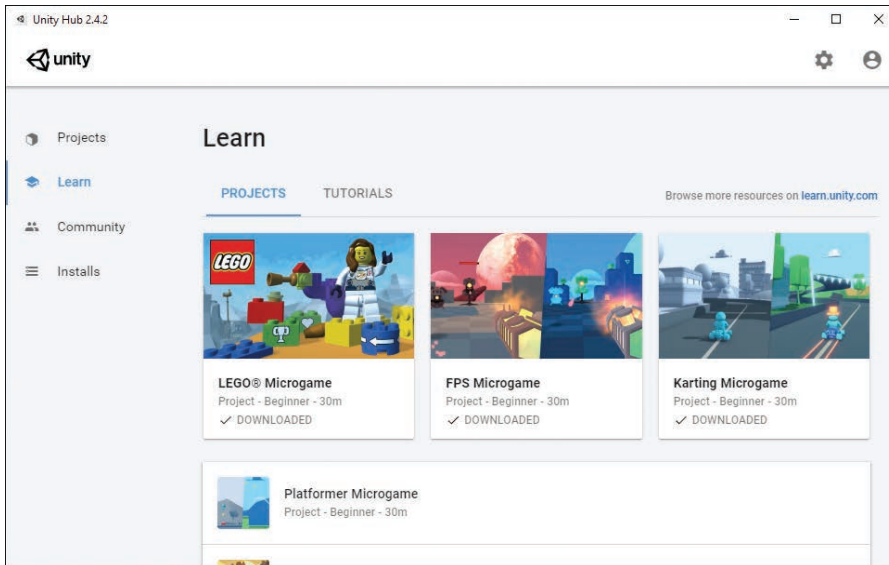 Unity Hub 2.4.2
unity
Projects
Learn
Community
Installs
Learn
PROJECTS TUTORIALS
Browse more resources on learn.unity.com
LEGO
LEGO® Microgame
Project - Beginner - 30m
DOWNLOADED
FPS Microgame
Project - Beginner - 30m
DOWNLOADED
Karting Microgame
Project - Beginner - 30m
DOWNLOADED
Platformer Microgame
Project - Beginner - 30m